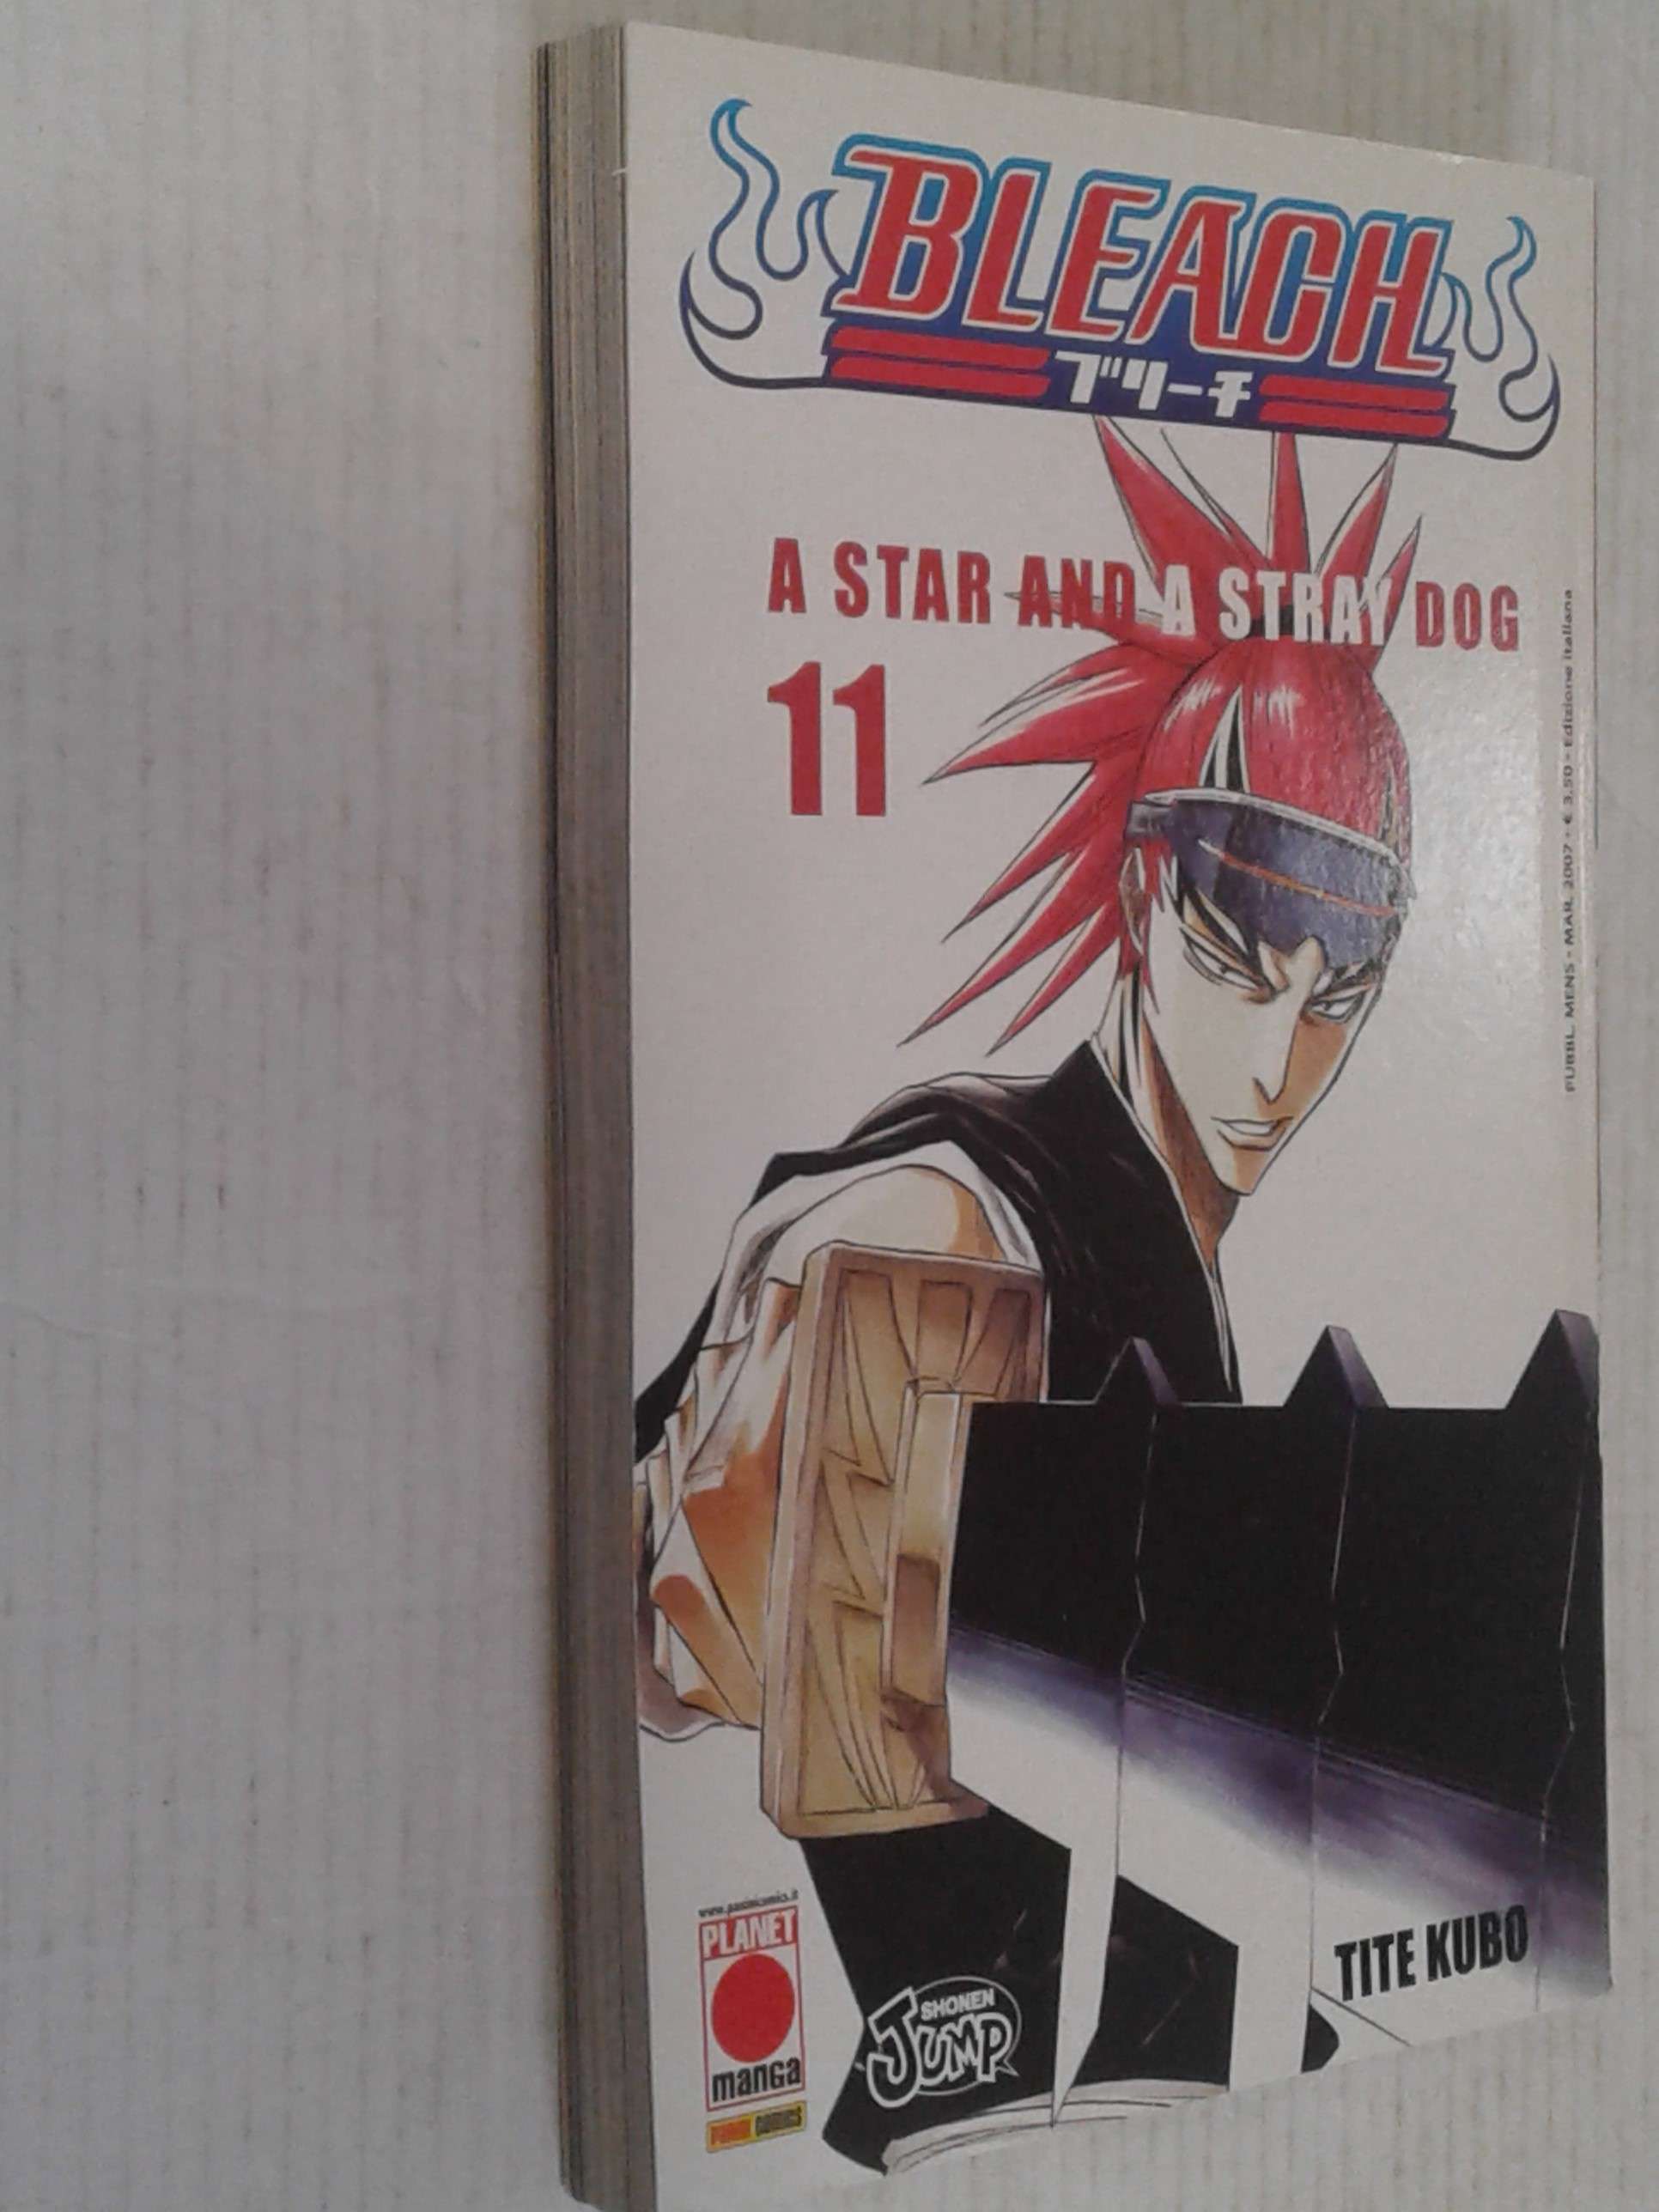 BLEACH
ブリーチ
A STAR AND A STRAY DOG
11
PUBBL. MENS. - MAR. 2007 - € 3,50 - Edizione italiana
TITE KUBO
www.paninicomics.it
PLANET
manga
PANINI COMICS
SHONEN
JUMP